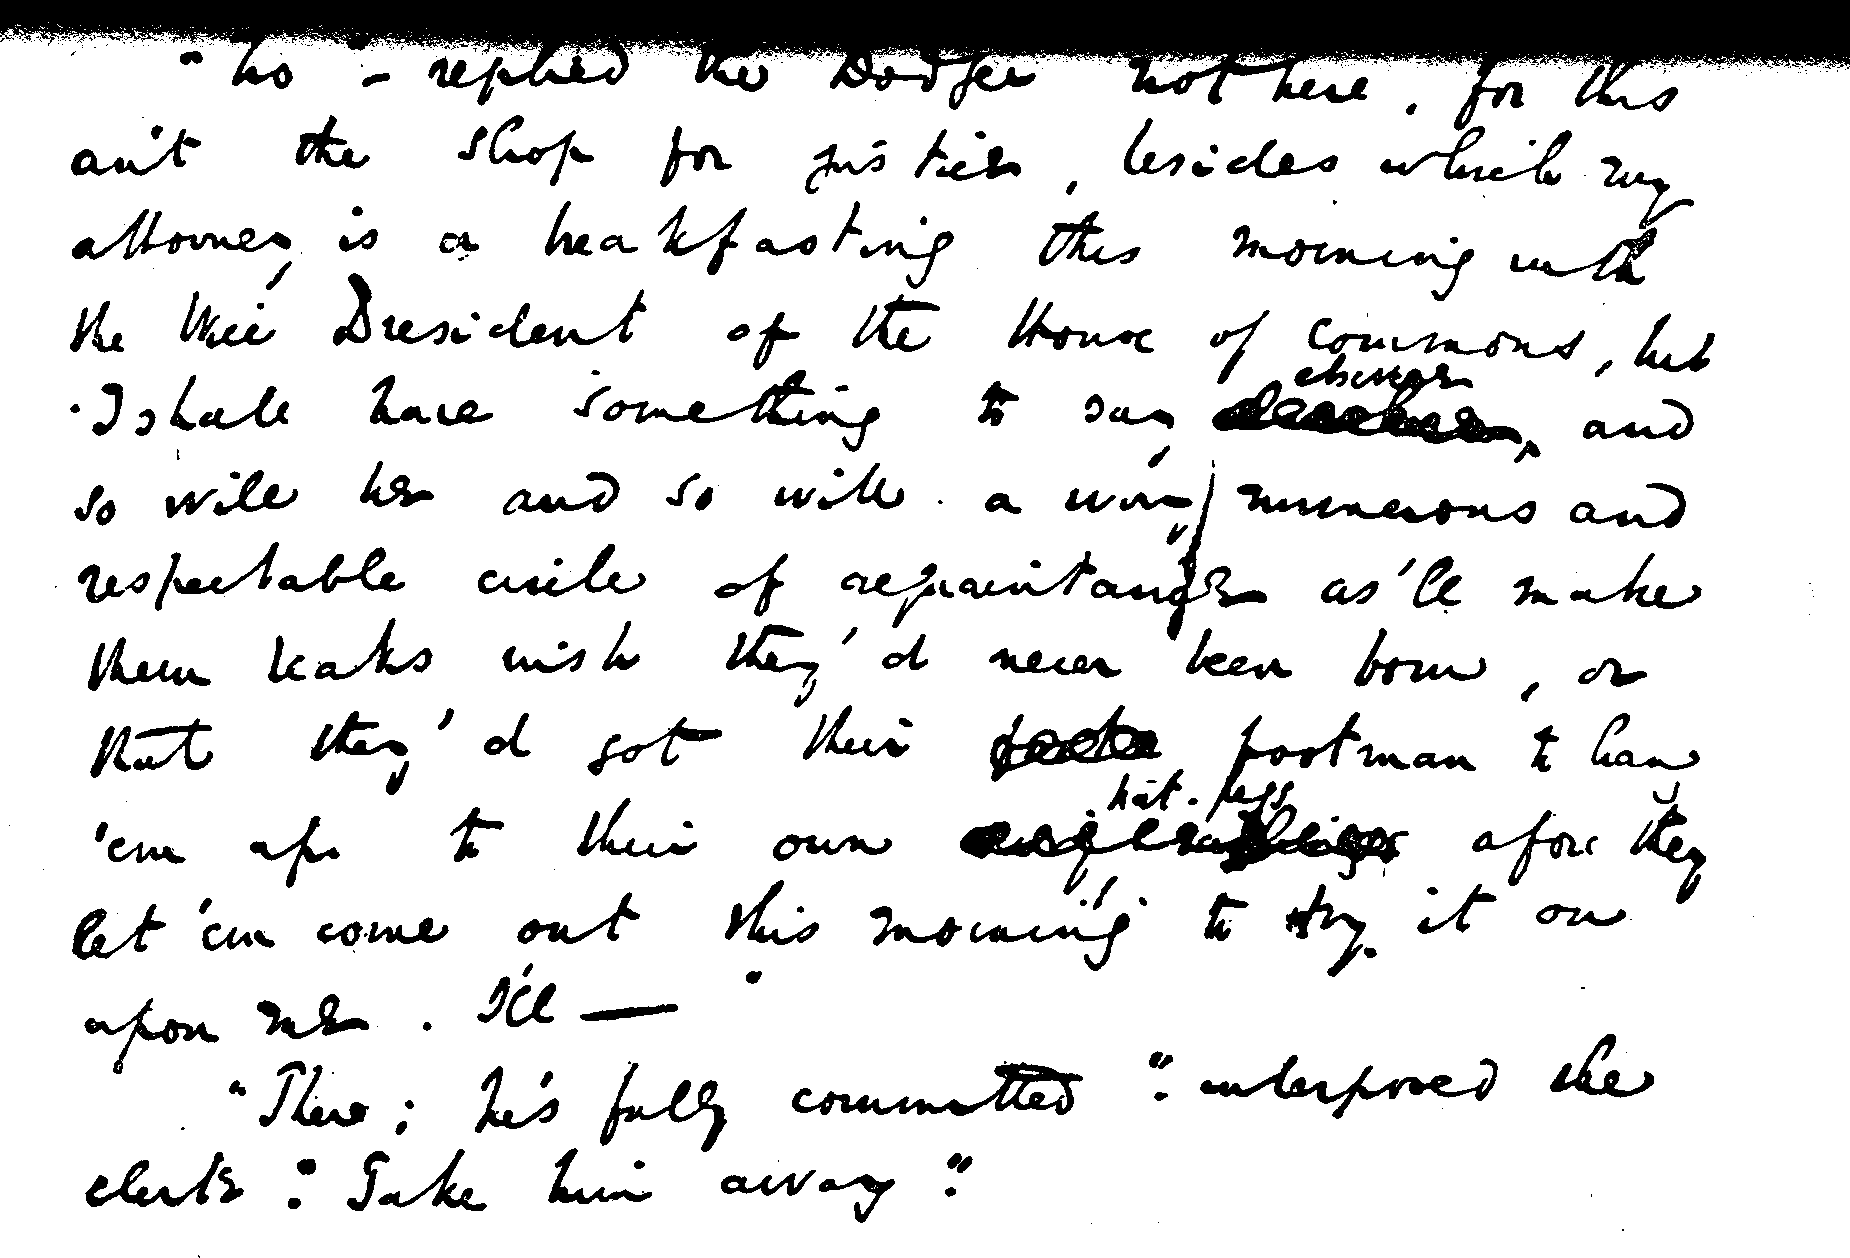 "No" - replied the Dodger not here, for this
ain't the shop for justice, besides which my
attorney is a breakfasting this morning with
the Wice President of the House of Commons, but
I shall have something to say elsewhere, and
so will he and so will a wery numerous and
respectable circle of acquaintance as'll make
them beaks wish they'd never been born, or
that they'd got their footman to hang
hat-pegs
'em up to their own afore they
let 'em come out this morning to try it on
upon me. I'll —"
"There; he's fully committed". interposed the
clerk: "Take him away".